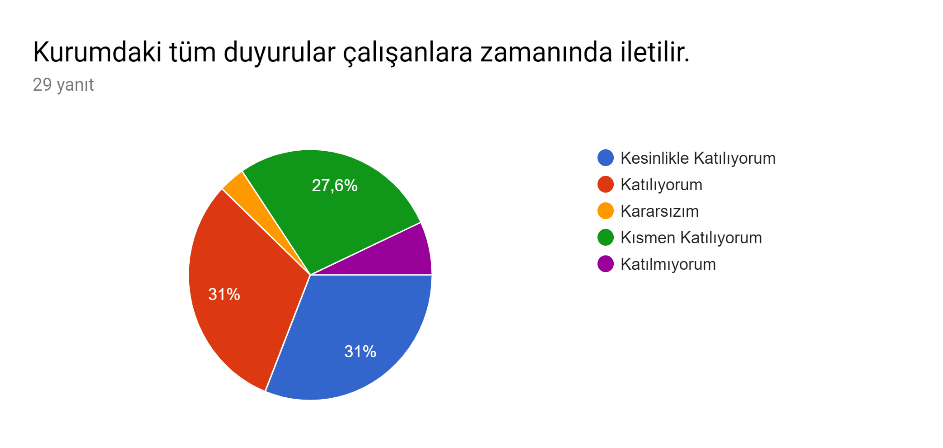 Kurumdaki tüm duyurular çalışanlara zamanında iletilir.
29 yanıt
Kesinlikle Katılıyorum
Katılıyorum
Kararsızım
Kısmen Katılıyorum
Katılmıyorum
27,6%
31%
31%